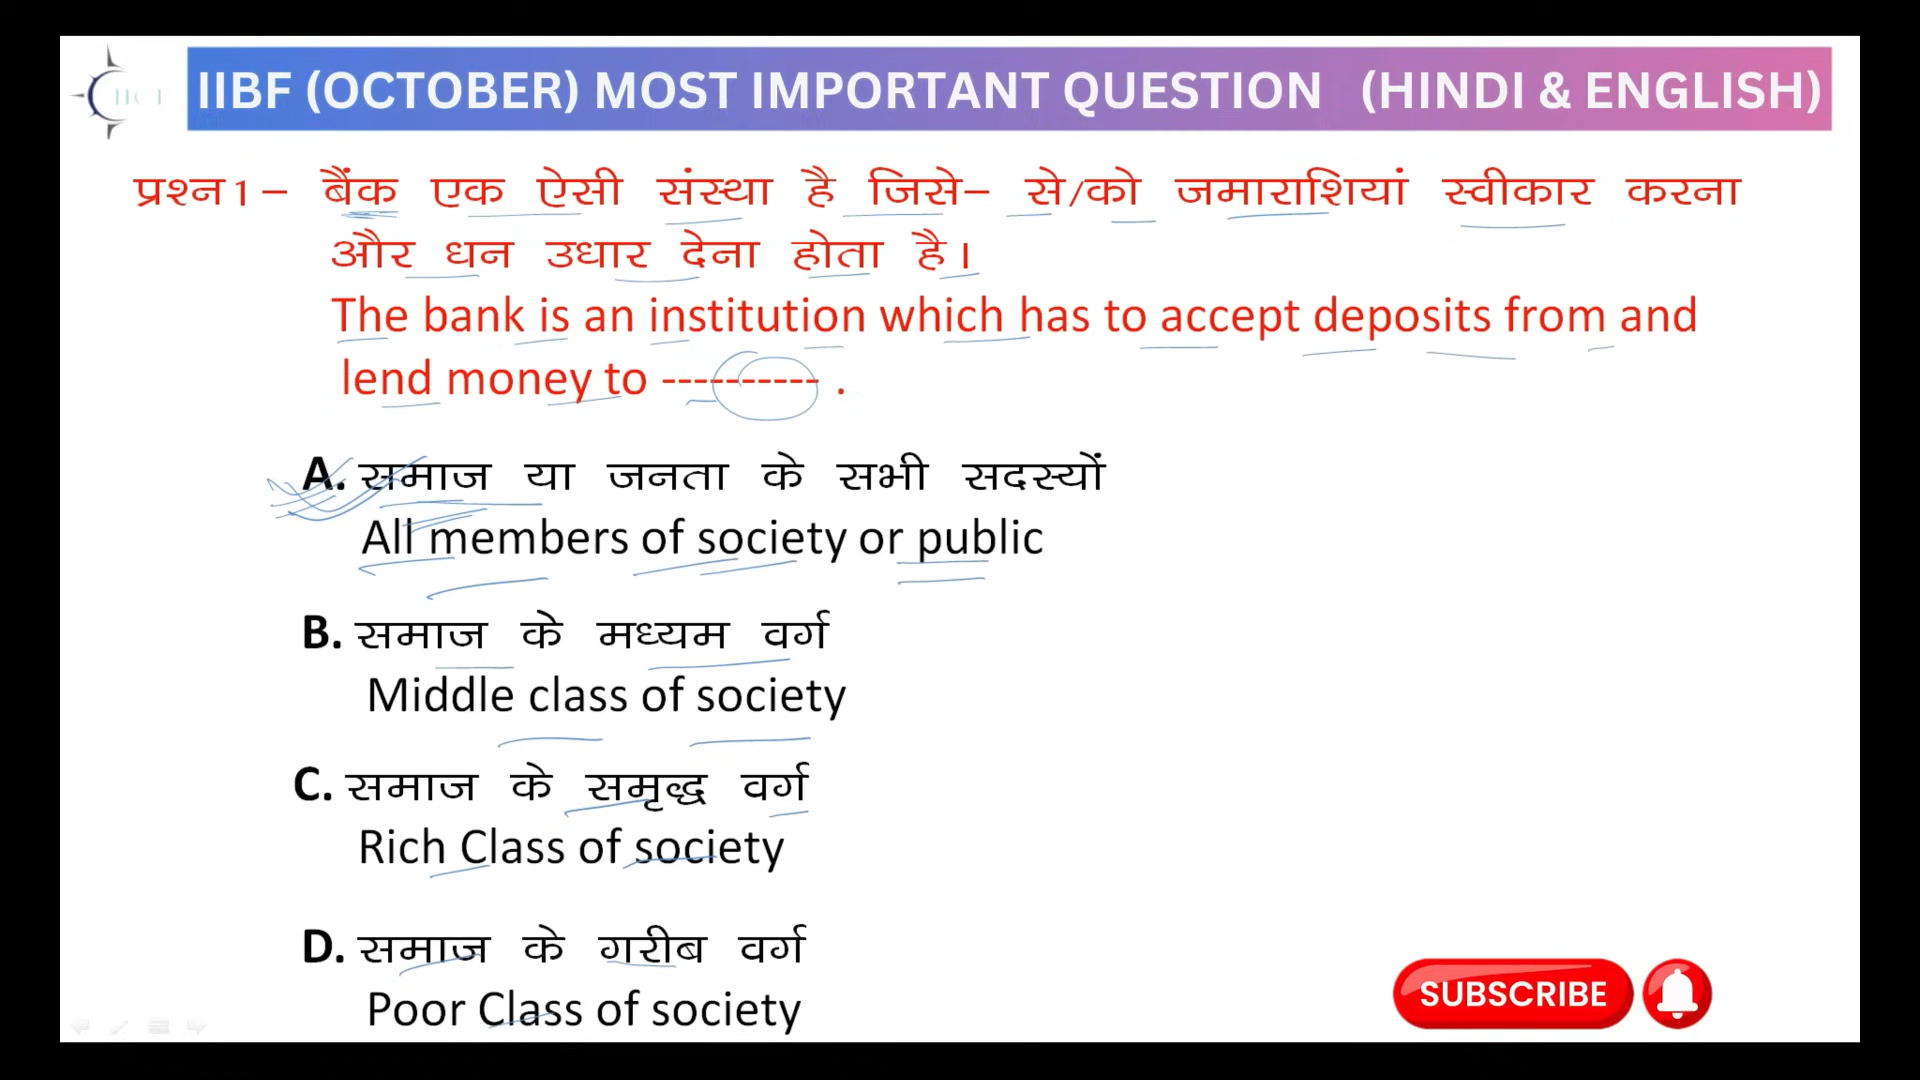 IIBF (OCTOBER) MOST IMPORTANT QUESTION (HINDI & ENGLISH)
प्रश्न 1 – बैंक एक ऐसी संस्था है जिसे– से/को जमाराशियां स्वीकार करना
और धन उधार देना होता है।
The bank is an institution which has to accept deposits from and
lend money to ---------- .
A. समाज या जनता के सभी सदस्यों
All members of society or public
B. समाज के मध्यम वर्ग
Middle class of society
C. समाज के समृद्ध वर्ग
Rich Class of society
D. समाज के गरीब वर्ग
Poor Class of society
SUBSCRIBE